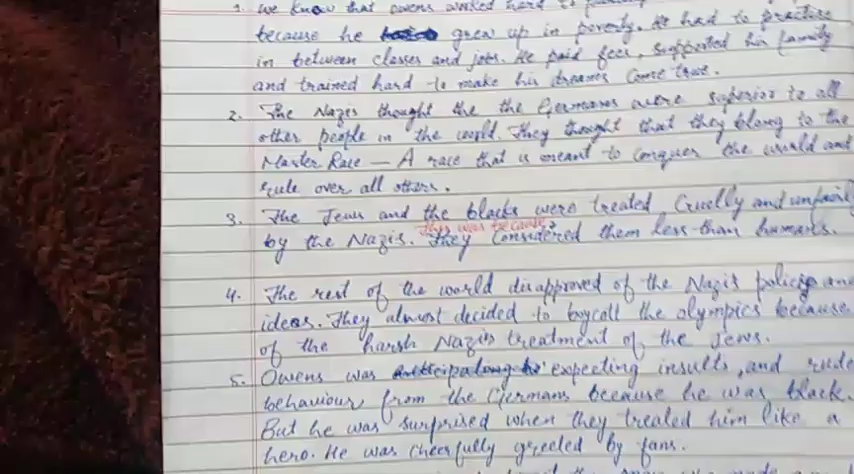 1. We know that Owens worked hard to
because he grew up in poverty. He had to practise
in between classes and jobs. He paid fees, supported his family
and trained hard to make his dreams come true.
2. The Nazis thought the the Germans were superior to all
other people in the world. They thought that they blong to the
Master Race — A race that is meant to conquer the world and
rule over all others.
3. The Jews and the blacks were treated cruelly and unfairly
This was because
by the Nazis. They considered them less than humans.
4. The rest of the world disapproved of the Nazis policies and
ideas. They almost decided to boycott the olympics because
of the harsh Nazis treatment of the Jews.
5. Owens was expecting insults, and rude
behaviour from the Germans because he was black.
But he was surprised when they treated him like a
hero. He was cheerfully greeted by fans.